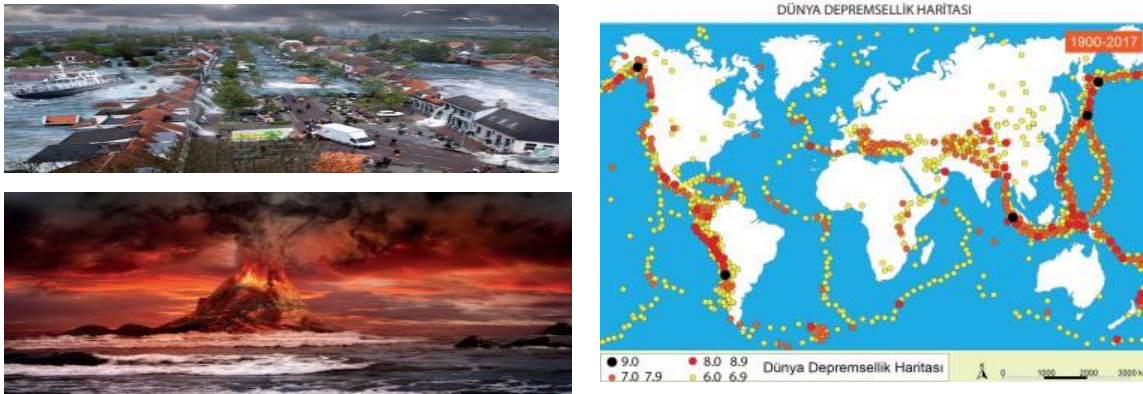 DÜNYA DEPREMSELLİK HARİTASI
1900-2017
9.0
8.0 8.9
7.0 7.9
6.0 6.9
Dünya Depremsellik Haritası
0 1000 2000 3000 k